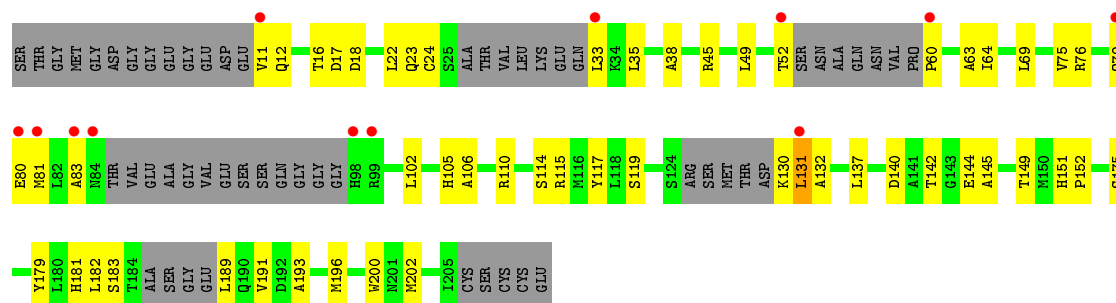 SER THR GLY MET GLY ASP GLY GLY GLU GLY GLU ASP GLU V11 Q12 T16 D17 D18 L22 Q23 C24 S25 ALA THR VAL LEU LYS GLU GLN L33 K34 L35 A38 R45 L49 T52 SER ASN ALA GLN ASN VAL PRO P60 A63 I64 L69 V75 R76
E80 M81 L82 A83 N84 THR VAL GLU ALA GLY VAL GLU SER SER GLN GLY GLY GLY H98 R99 L102 H105 A106 R110 S114 R115 M116 Y117 L118 S119 S124 ARG SER MET THR ASP K130 L131 A132 L137 D140 A141 T142 G143 E144 A145 T149 M150 H151 P152
Y179 L180 H181 L182 S183 T184 ALA SER GLY GLU L189 Q190 V191 D192 A193 M196 W200 N201 M202 I205 CYS SER CYS CYS GLU